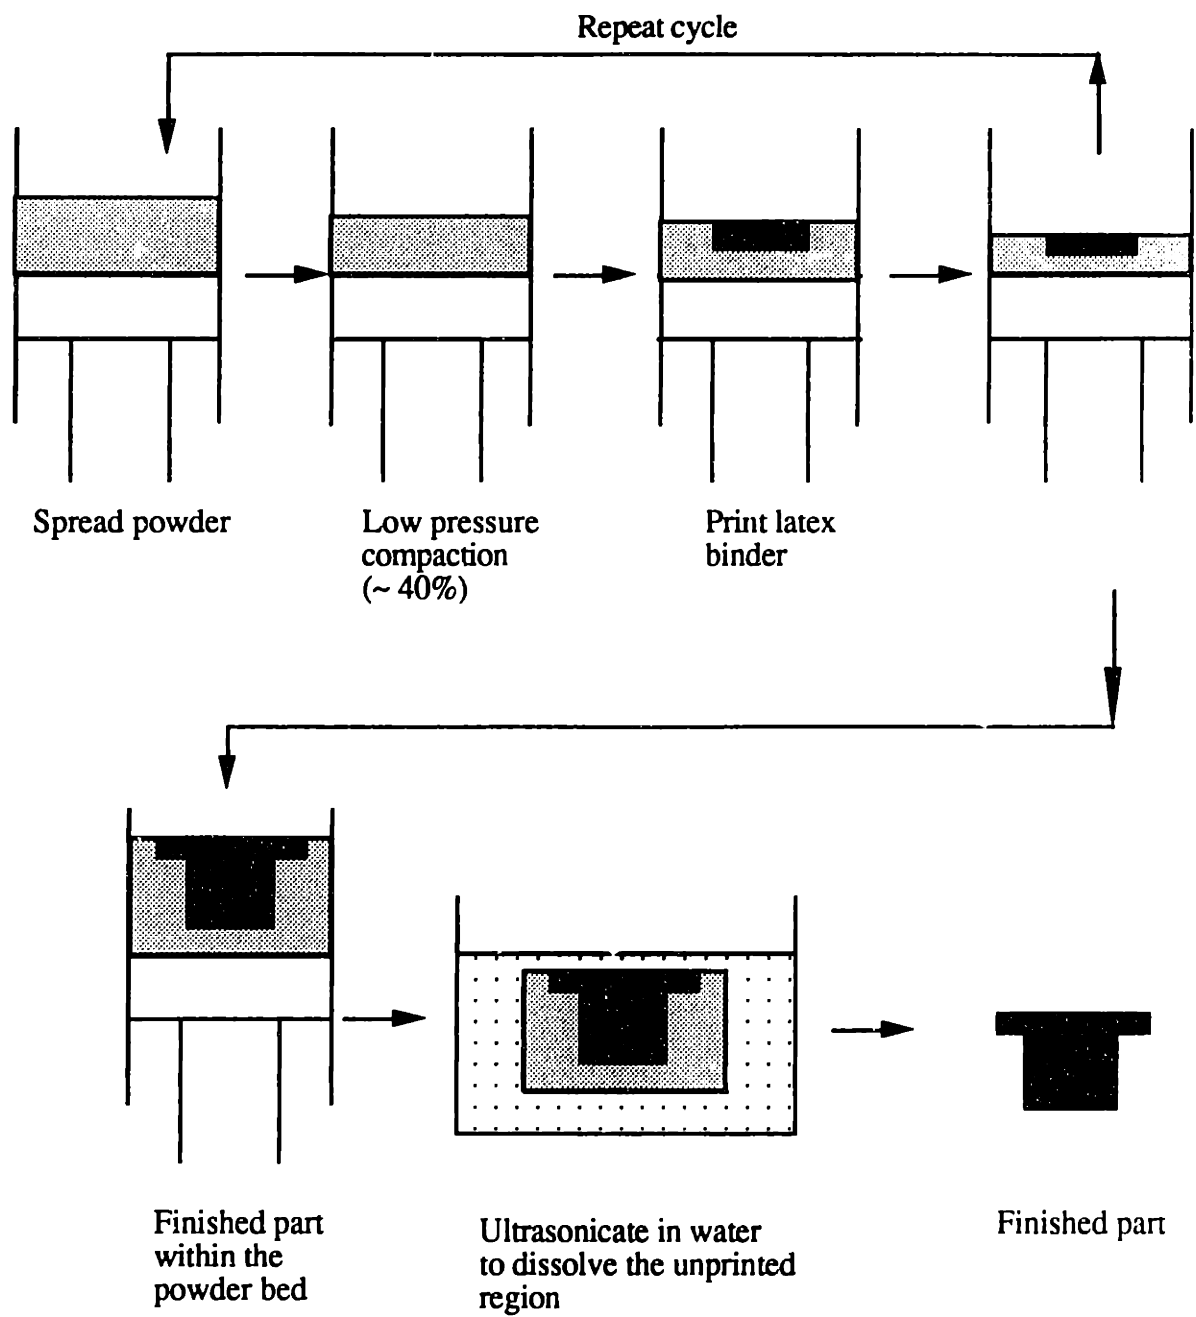 Repeat cycle
Spread powder
Low pressure
compaction
(~ 40%)
Print latex
binder
Finished part
within the
powder bed
Ultrasonicate in water
to dissolve the unprinted
region
Finished part